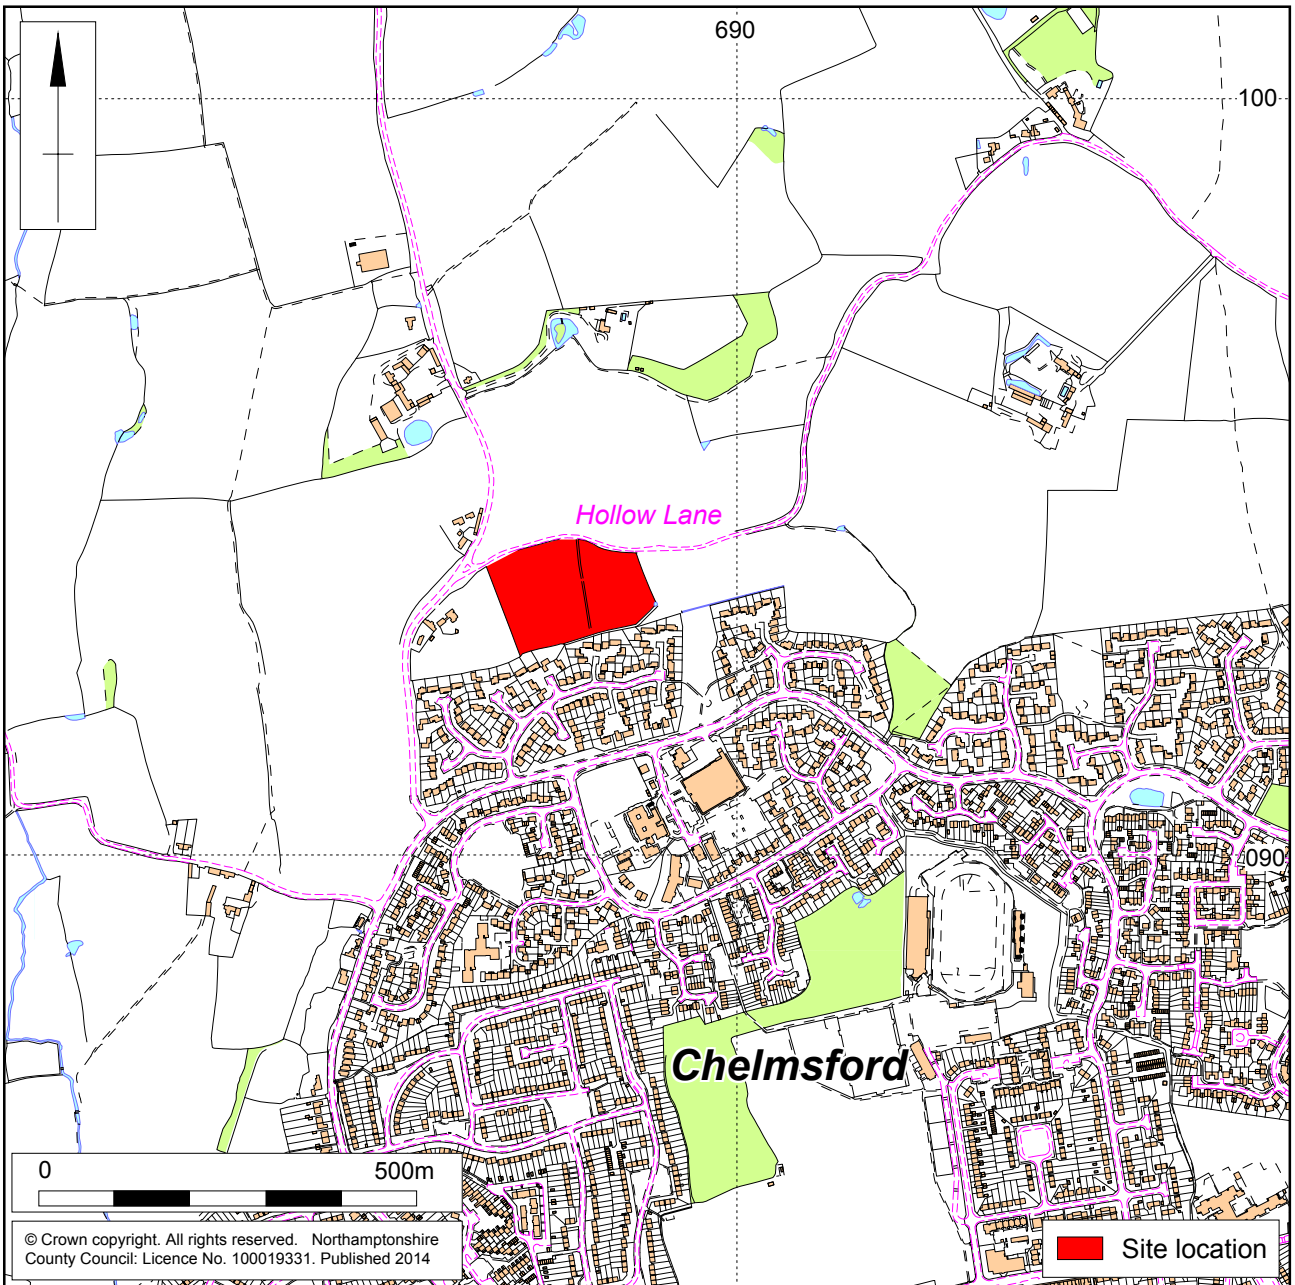 690
100
Hollow Lane
090
Chelmsford
0 500m
© Crown copyright. All rights reserved. Northamptonshire
County Council: Licence No. 100019331. Published 2014
Site location